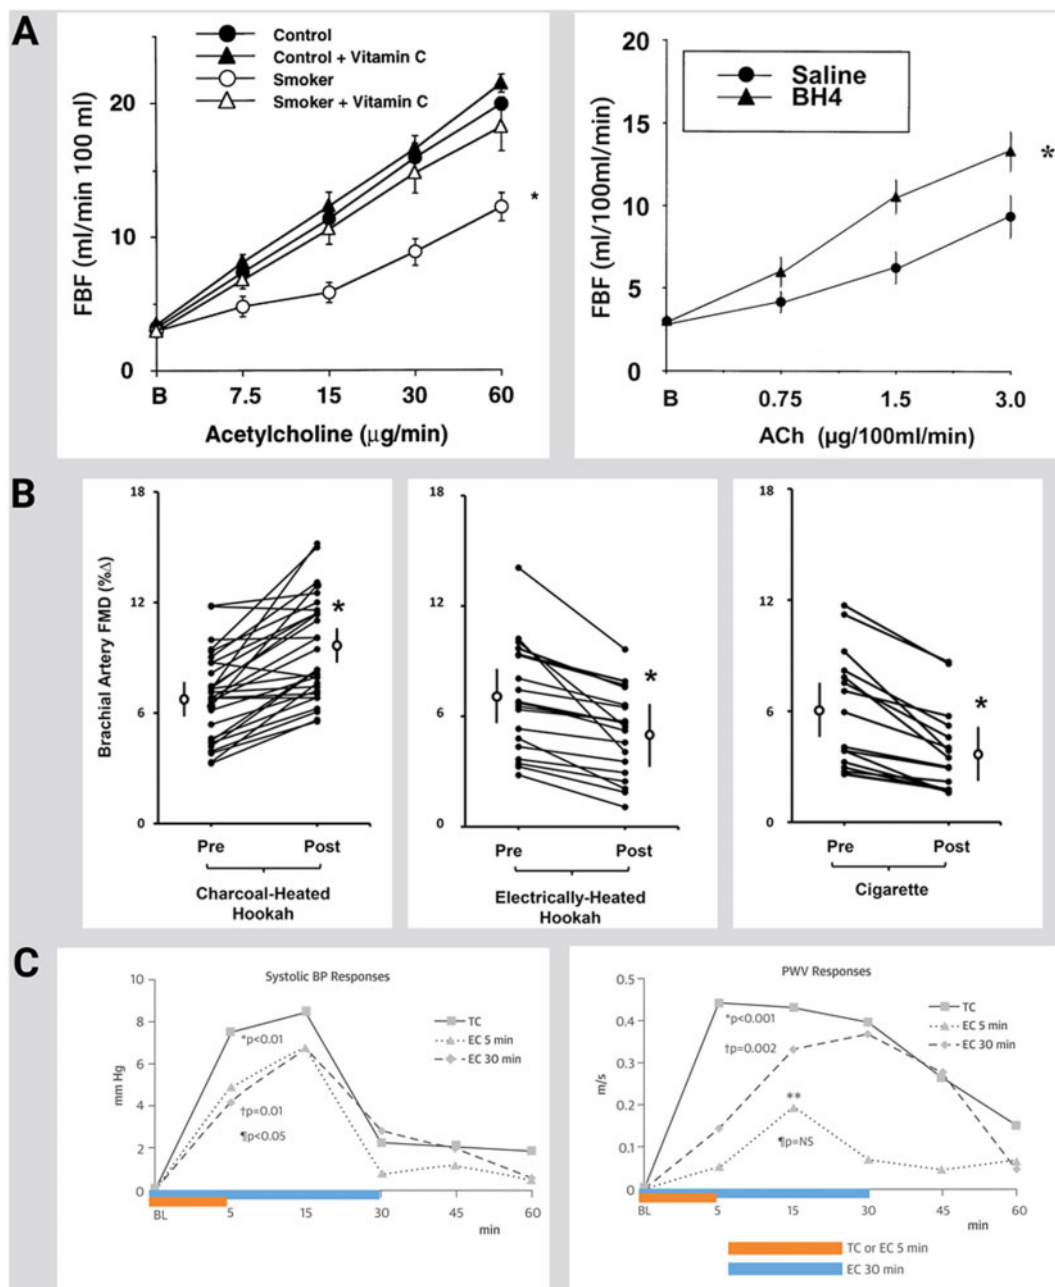 A
Control
Control + Vitamin C
Smoker
Smoker + Vitamin C
FBF (ml/min 100 ml)
20
10
0
*
B 7.5 15 30 60
Acetylcholine (μg/min)
Saline
BH4
FBF (ml/100ml/min)
20
15
10
5
0
*
B 0.75 1.5 3.0
ACh (μg/100ml/min)
B
Brachial Artery FMD (%Δ)
18
12
6
0
*
Pre Post
Charcoal-Heated
Hookah
18
12
6
0
*
Pre Post
Electrically-Heated
Hookah
18
12
6
0
*
Pre Post
Cigarette
C
Systolic BP Responses
mm Hg
10
8
6
4
2
0
TC
EC 5 min
EC 30 min
*p<0.01
†p=0.01
¶p<0.05
BL 5 15 30 45 60
min
PWV Responses
m/s
0.5
0.4
0.3
0.2
0.1
0
TC
EC 5 min
EC 30 min
*p<0.001
†p=0.002
**
¶p=NS
BL 5 15 30 45 60
min
TC or EC 5 min
EC 30 min